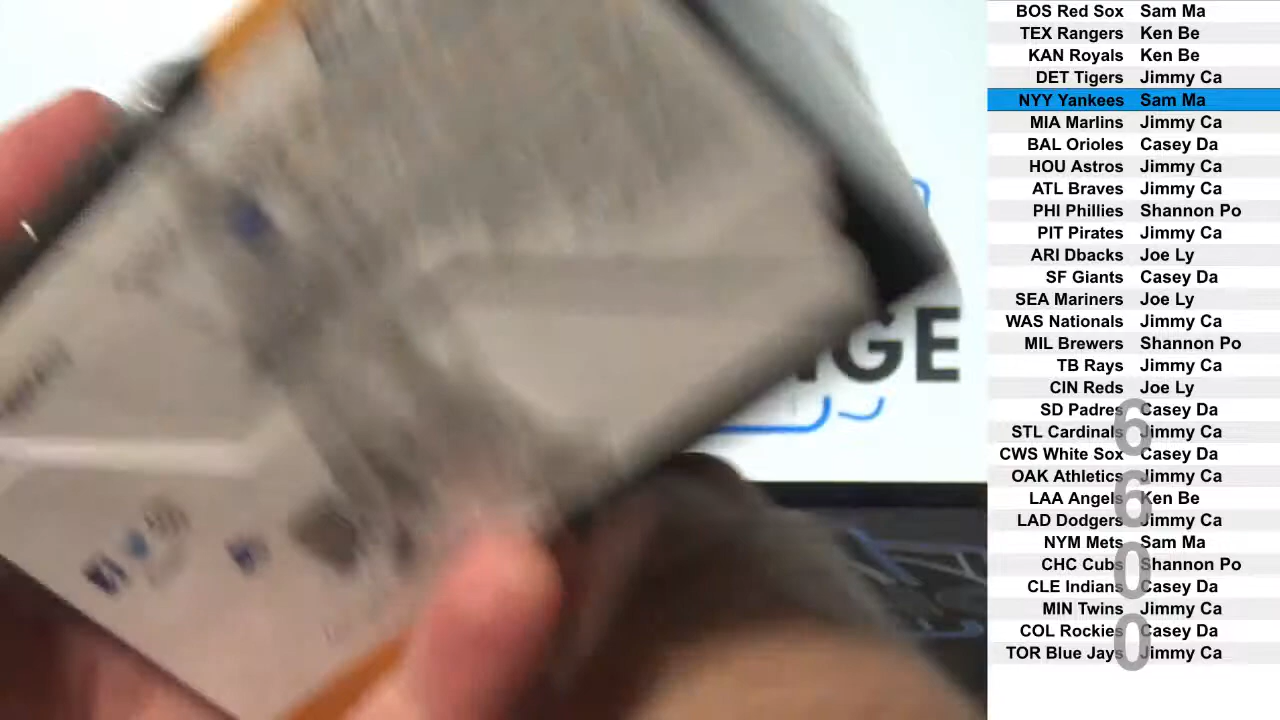 BOS Red Sox Sam Ma
TEX Rangers Ken Be
KAN Royals Ken Be
DET Tigers Jimmy Ca
NYY Yankees Sam Ma
MIA Marlins Jimmy Ca
BAL Orioles Casey Da
HOU Astros Jimmy Ca
ATL Braves Jimmy Ca
PHI Phillies Shannon Po
PIT Pirates Jimmy Ca
ARI Dbacks Joe Ly
SF Giants Casey Da
SEA Mariners Joe Ly
WAS Nationals Jimmy Ca
MIL Brewers Shannon Po
TB Rays Jimmy Ca
CIN Reds Joe Ly
SD Padres Casey Da
STL Cardinals Jimmy Ca
CWS White Sox Casey Da
OAK Athletics Jimmy Ca
LAA Angels Ken Be
LAD Dodgers Jimmy Ca
NYM Mets Sam Ma
CHC Cubs Shannon Po
CLE Indians Casey Da
MIN Twins Jimmy Ca
COL Rockies Casey Da
TOR Blue Jays Jimmy Ca
6
6
0
0